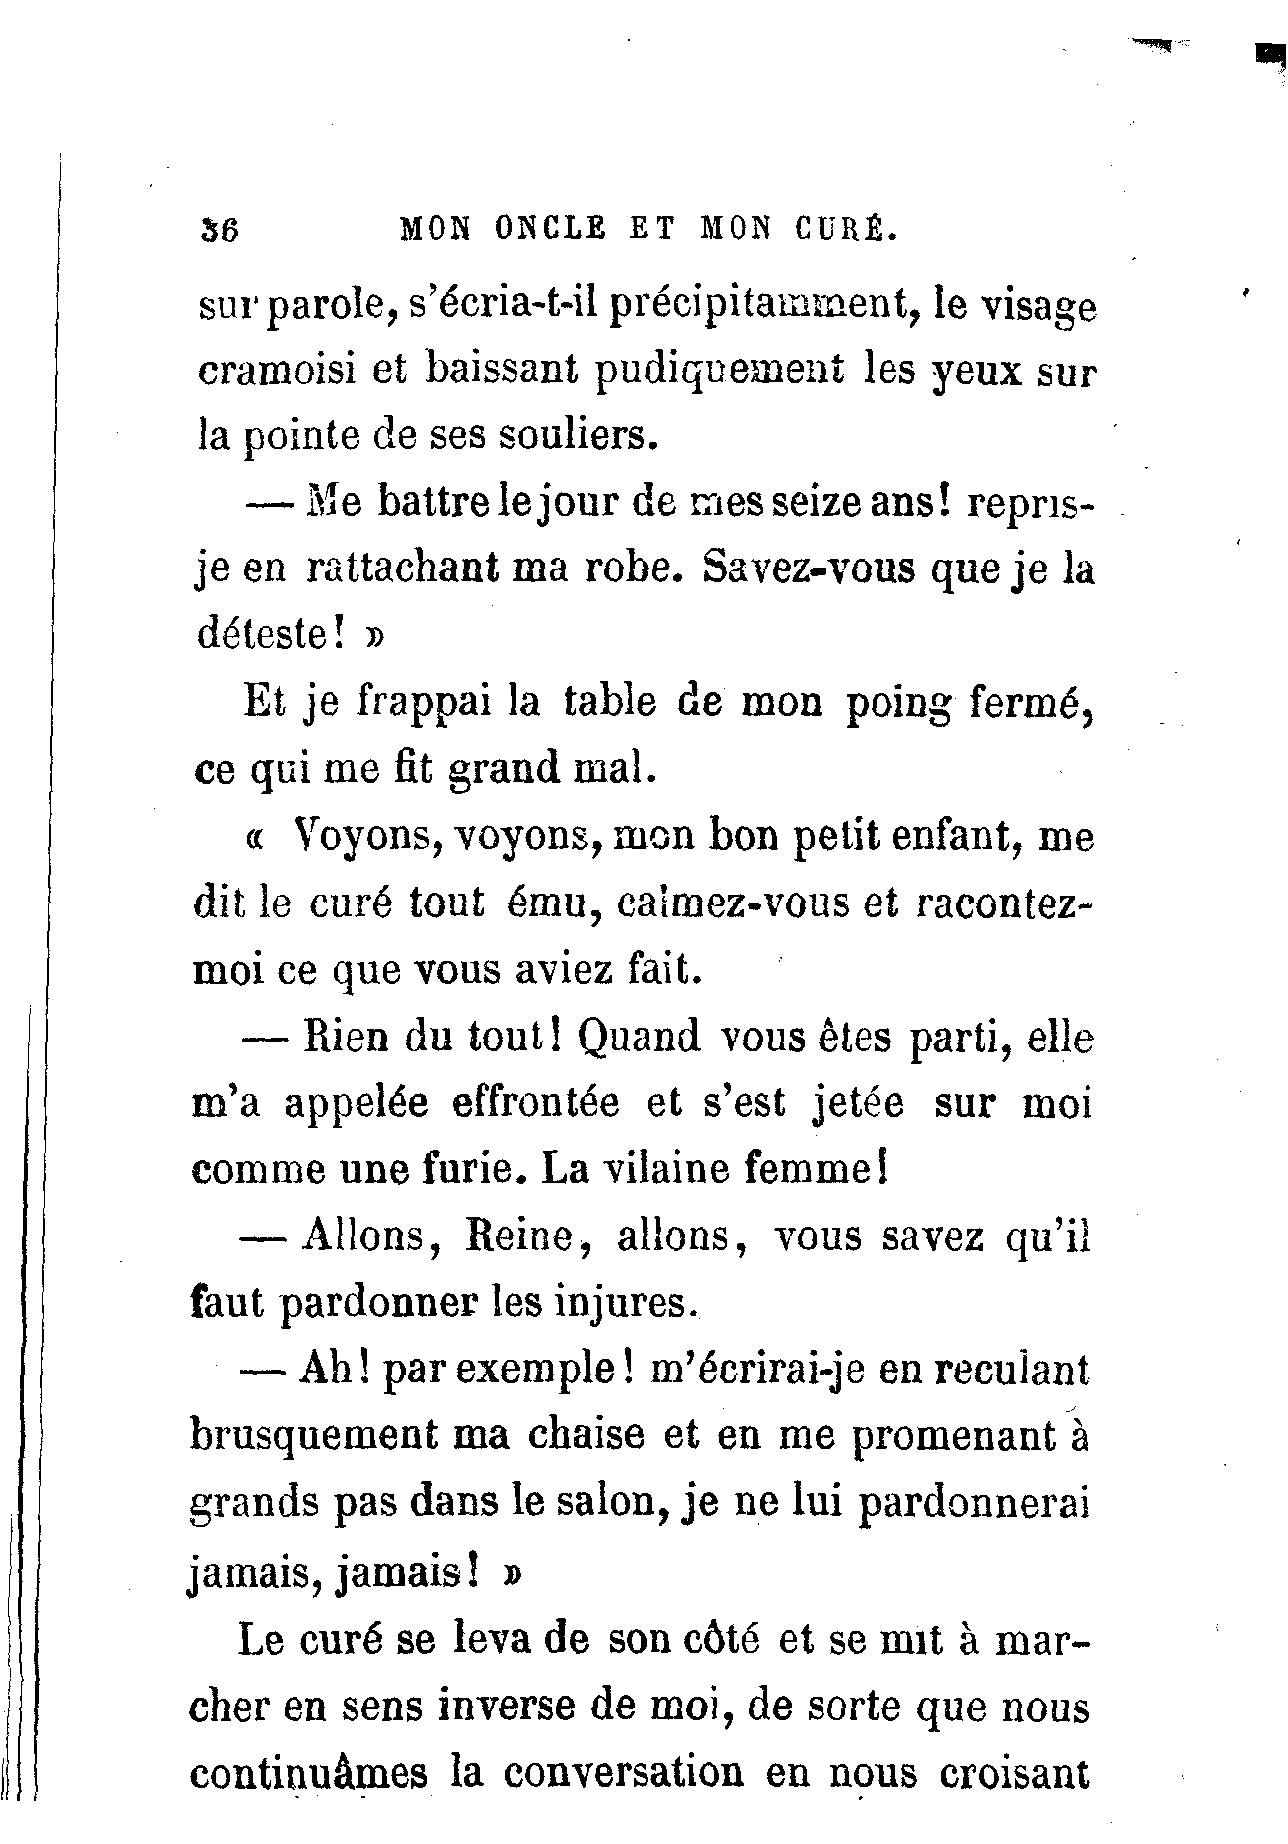 36 MON ONCLE ET MON CURÉ.
sur parole, s'écria-t-il précipitamment, le visage
cramoisi et baissant pudiquement les yeux sur
la pointe de ses souliers.
— Me battre le jour de mes seize ans! repris-
je en rattachant ma robe. Savez-vous que je la
déteste! »
Et je frappai la table de mon poing fermé,
ce qui me fit grand mal.
« Voyons, voyons, mon bon petit enfant, me
dit le curé tout ému, calmez-vous et racontez-
moi ce que vous aviez fait.
— Rien du tout! Quand vous êtes parti, elle
m'a appelée effrontée et s'est jetée sur moi
comme une furie. La vilaine femme!
— Allons, Reine, allons, vous savez qu'il
faut pardonner les injures.
— Ah! par exemple! m'écrirai-je en reculant
brusquement ma chaise et en me promenant à
grands pas dans le salon, je ne lui pardonnerai
jamais, jamais! »
Le curé se leva de son côté et se mit à mar-
cher en sens inverse de moi, de sorte que nous
continuâmes la conversation en nous croisant